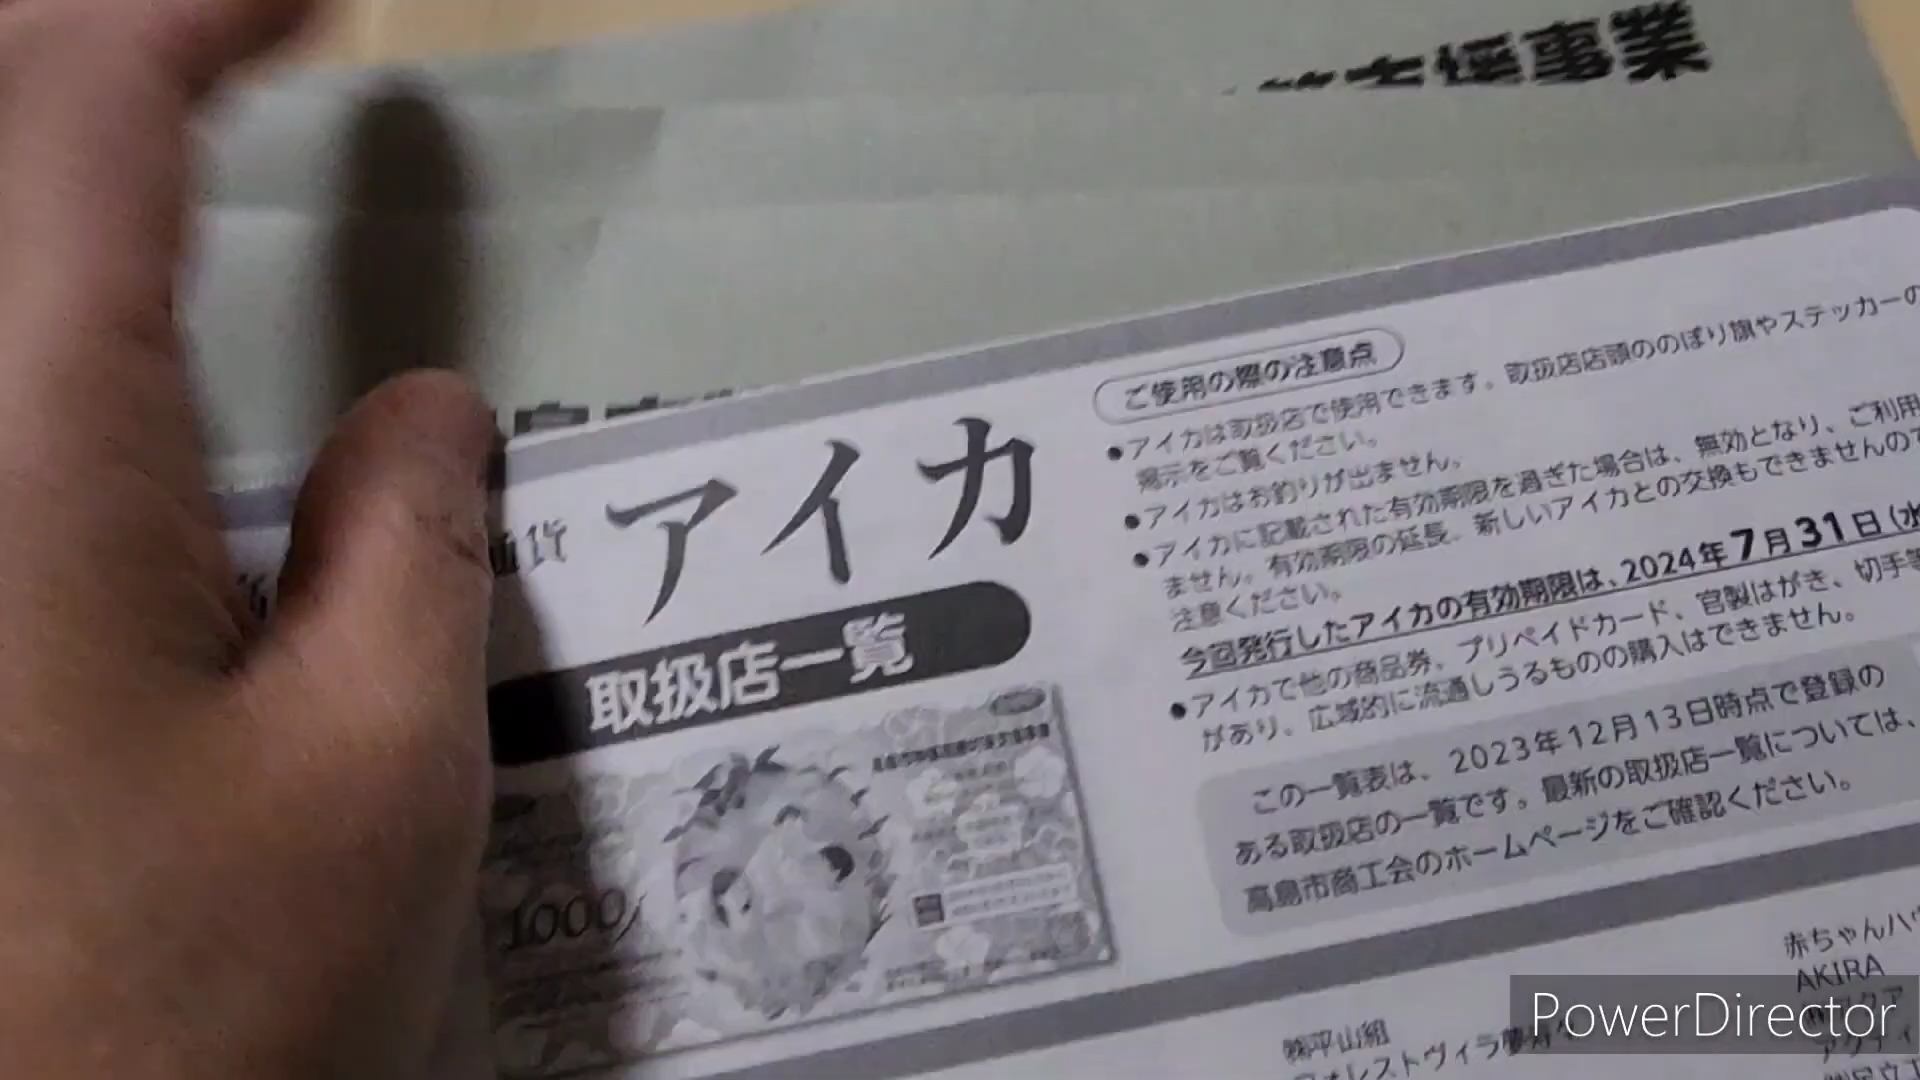 事業
通貨
アイカ
取扱店一覧
1000
ご使用の際の注意点
●アイカは取扱店で使用できます。取扱店店頭ののぼり旗やステッカーの
掲示をご覧ください。
●アイカはお釣りが出ません。
●アイカに記載された有効期限を過ぎた場合は、無効となり、ご利用
ません。有効期限の延長、新しいアイカとの交換もできませんので
注意ください。
今回発行したアイカの有効期限は、2024年7月31日(水
●アイカで他の商品券、プリペイドカード、官製はがき、切手等
があり、広域的に流通しうるものの購入はできません。
この一覧表は、2023年12月13日時点で登録の
ある取扱店の一覧です。最新の取扱店一覧については、
高島市商工会のホームページをご確認ください。
㈱平山組
赤ちゃんハウ
AKIRA
PowerDirector